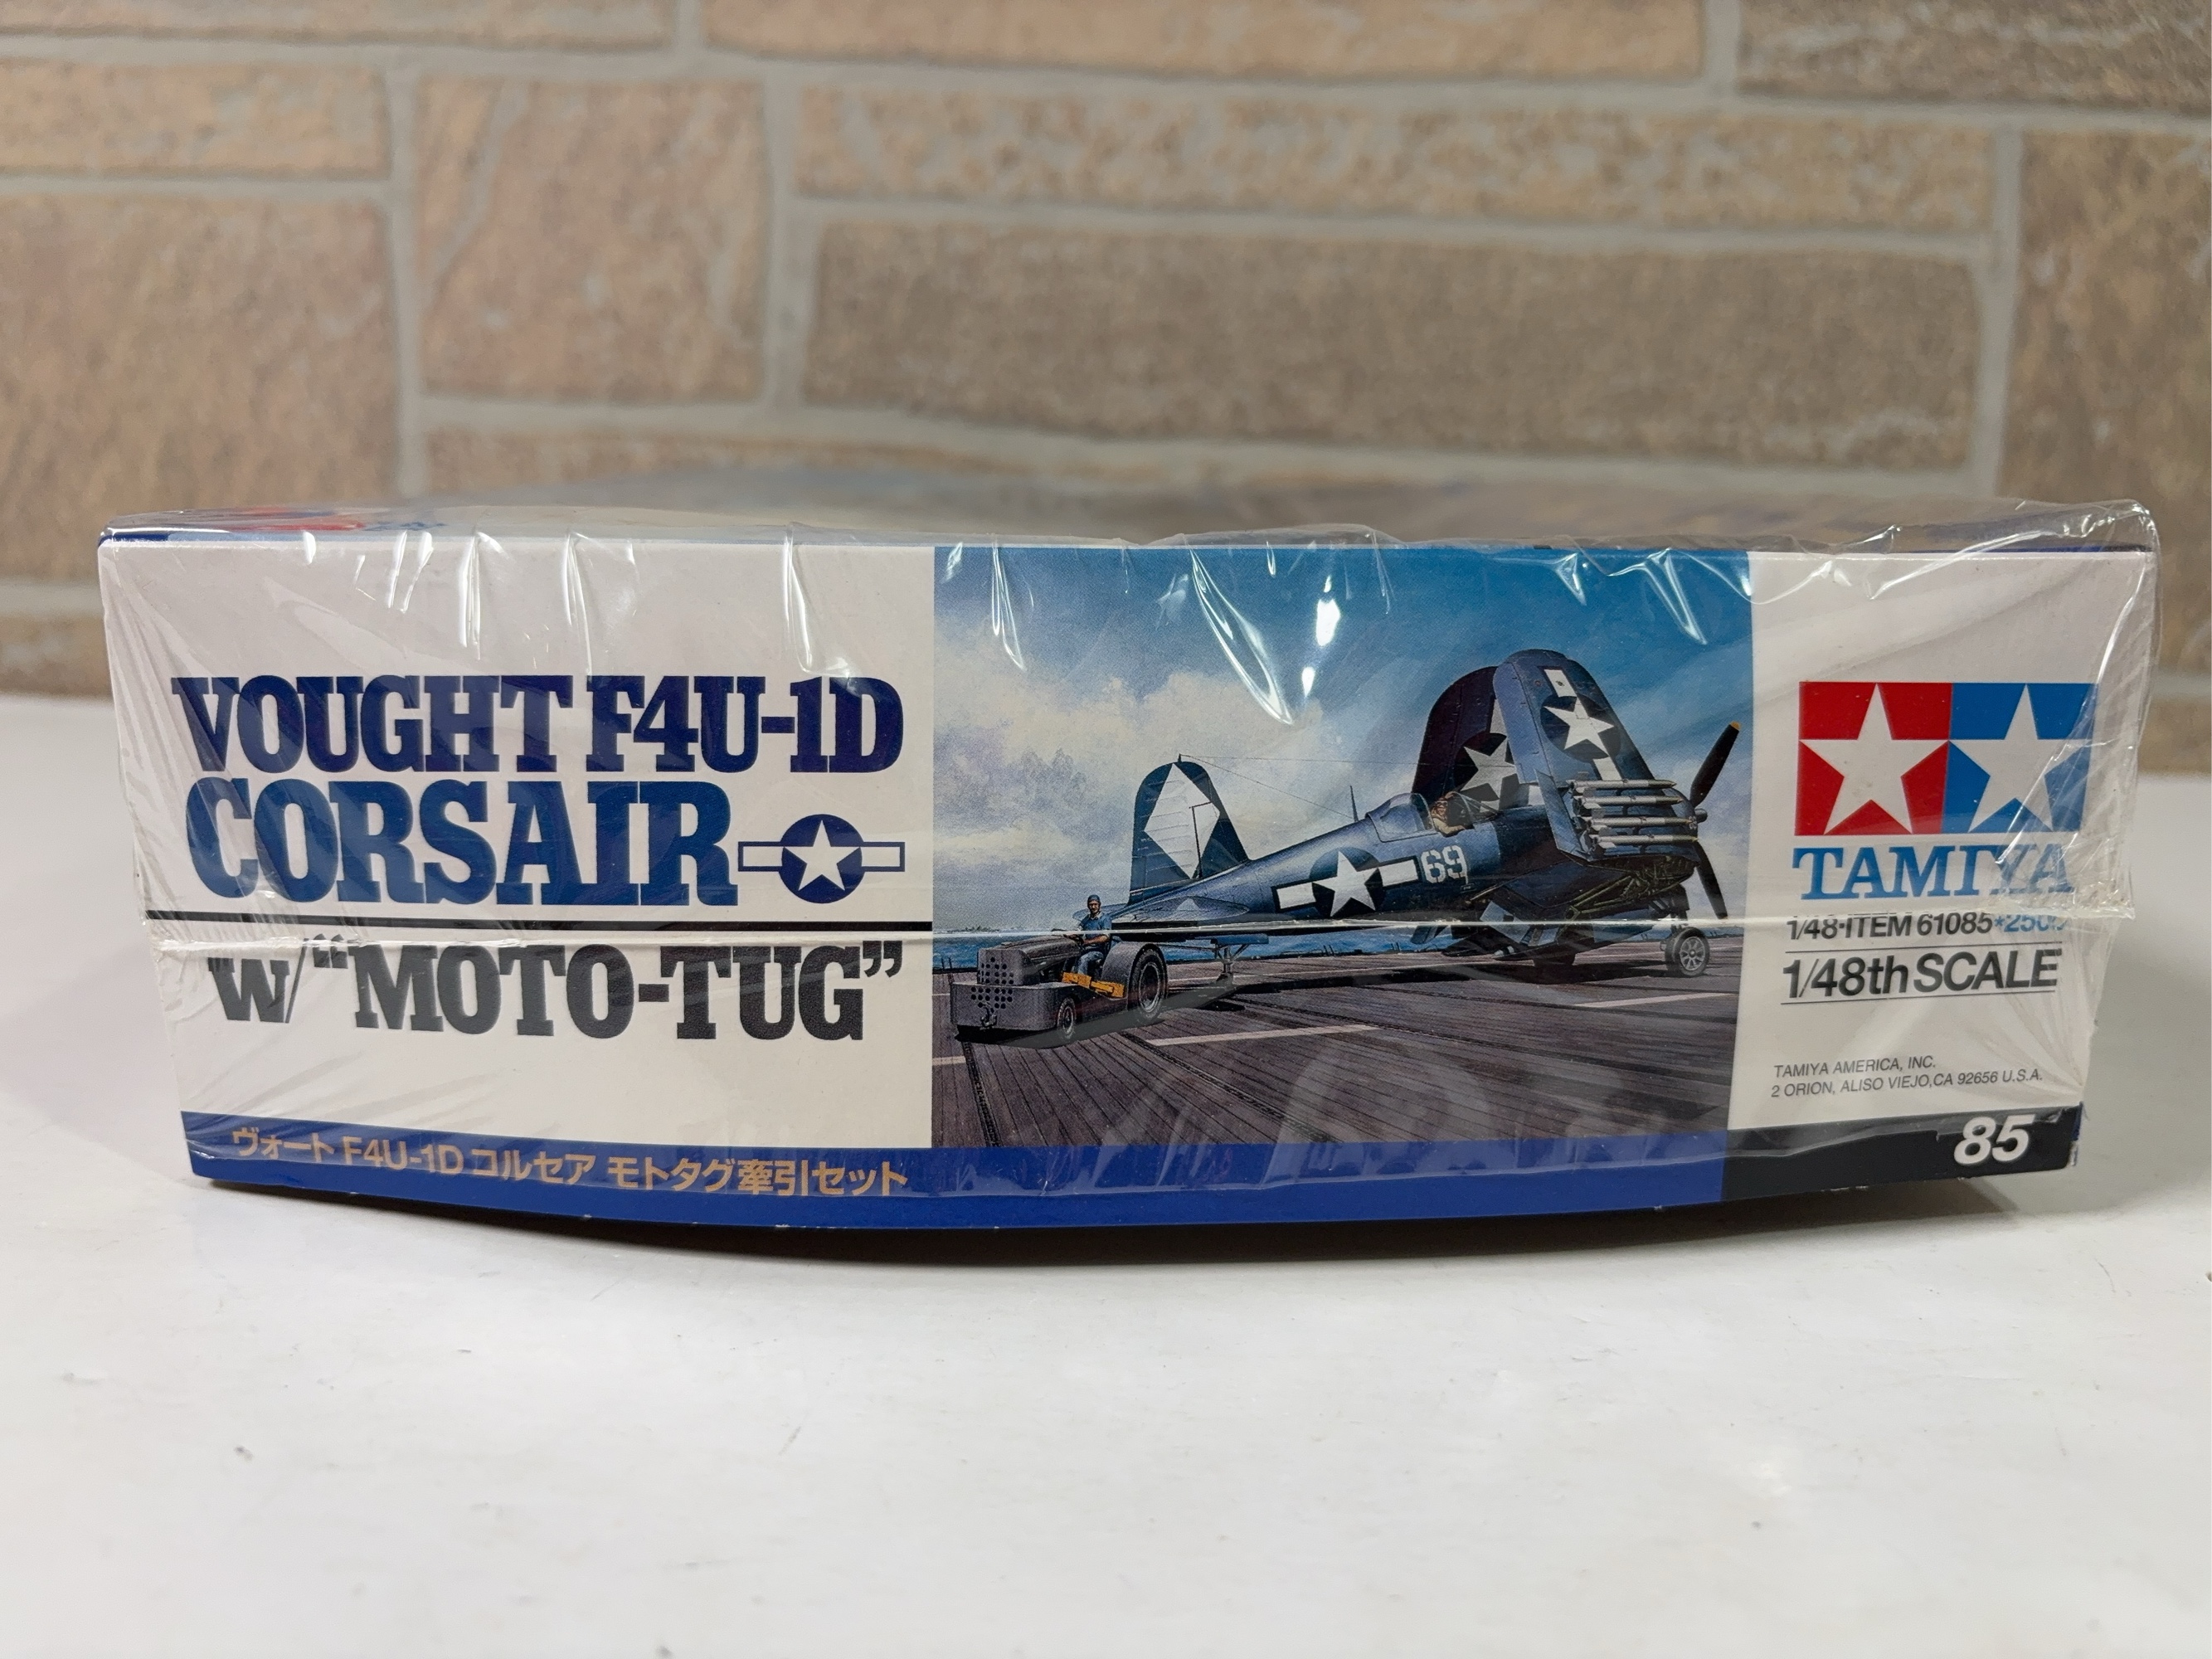 VOUGHT F4U-1D
CORSAIR
W/“MOTO-TUG”
ヴォート F4U-1D コルセア モトタグ牽引セット
69
TAMIYA
1/48•ITEM 61085*2500
1/48th SCALE
TAMIYA AMERICA, INC.
2 ORION, ALISO VIEJO,CA 92656 U.S.A.
85